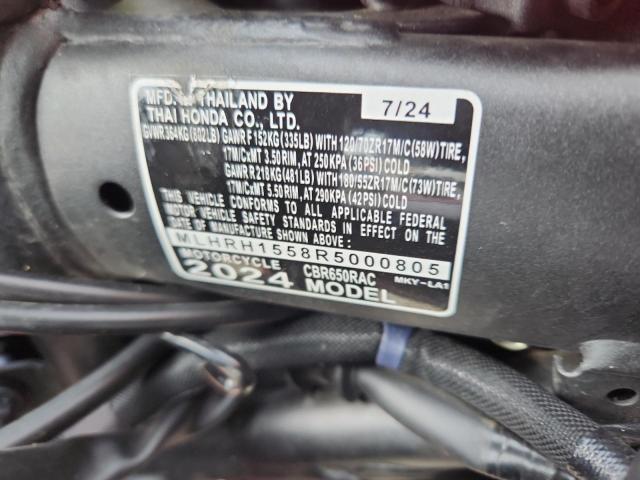 MFD. IN THAILAND BY
THAI HONDA CO., LTD.
7/24
GVWR 364KG (802LB) GAWR F 152KG (335LB) WITH 120/70ZR17M/C (58W) TIRE,
17M/CxMT 3.50 RIM, AT 250KPA (36PSI) COLD
GAWR R 218KG (481LB) WITH 180/55ZR17M/C (73W) TIRE,
17M/CxMT 5.50 RIM, AT 290KPA (42PSI) COLD
THIS VEHICLE CONFORMS TO ALL APPLICABLE FEDERAL
MOTOR VEHICLE SAFETY STANDARDS IN EFFECT ON THE
DATE OF MANUFACTURE SHOWN ABOVE.
MLHRH1558R5000805
MOTORCYCLE CBR650RAC MKY-LA1
2024 MODEL